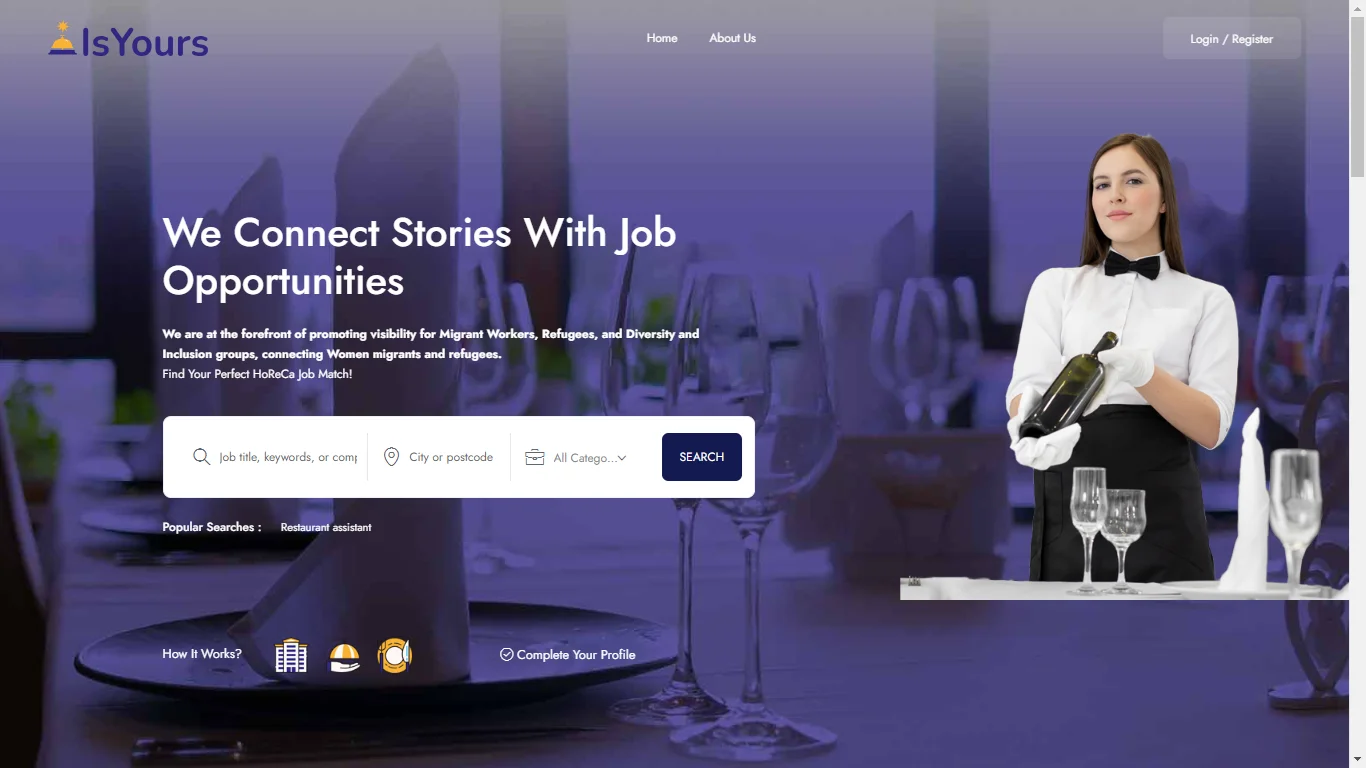 IsYours
Home
About Us
Login / Register
We Connect Stories With Job
Opportunities
We are at the forefront of promoting visibility for Migrant Workers, Refugees, and Diversity and
Inclusion groups, connecting Women migrants and refugees.
Find Your Perfect HoReCa Job Match!
Job title, keywords, or comp
City or postcode
All Catego...
SEARCH
Popular Searches :
Restaurant assistant
How It Works?
Complete Your Profile